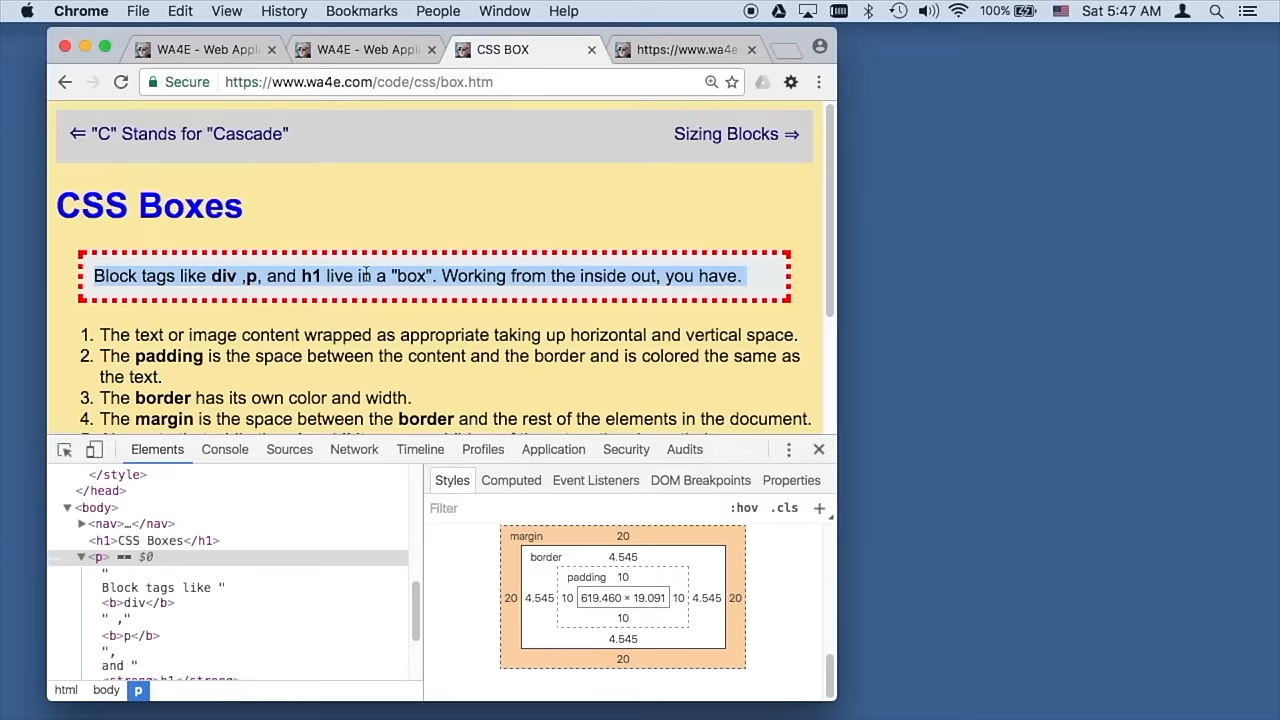 Chrome File Edit View History Bookmarks People Window Help 100% Sat 5:47 AM
WA4E - Web Appl WA4E - Web Appl CSS BOX https://www.wa4e
Secure https://www.wa4e.com/code/css/box.htm
⇐ "C" Stands for "Cascade" Sizing Blocks ⇒
CSS Boxes
Block tags like div ,p, and h1 live in a "box". Working from the inside out, you have.
1. The text or image content wrapped as appropriate taking up horizontal and vertical space.
2. The padding is the space between the content and the border and is colored the same as
the text.
3. The border has its own color and width.
4. The margin is the space between the border and the rest of the elements in the document.
Elements Console Sources Network Timeline Profiles Application Security Audits
</style>
</head>
<body>
<nav>…</nav>
<h1>CSS Boxes</h1>
… <p> == $0
"
Block tags like "
<b>div</b>
" ,"
<b>p</b>
",
and "
<strong>h1</strong>
html body p
Styles Computed Event Listeners DOM Breakpoints Properties
Filter :hov .cls +
margin 20
border 4.545
padding 10
20 4.545 10 619.460 × 19.091 10 4.545 20
10
4.545
20